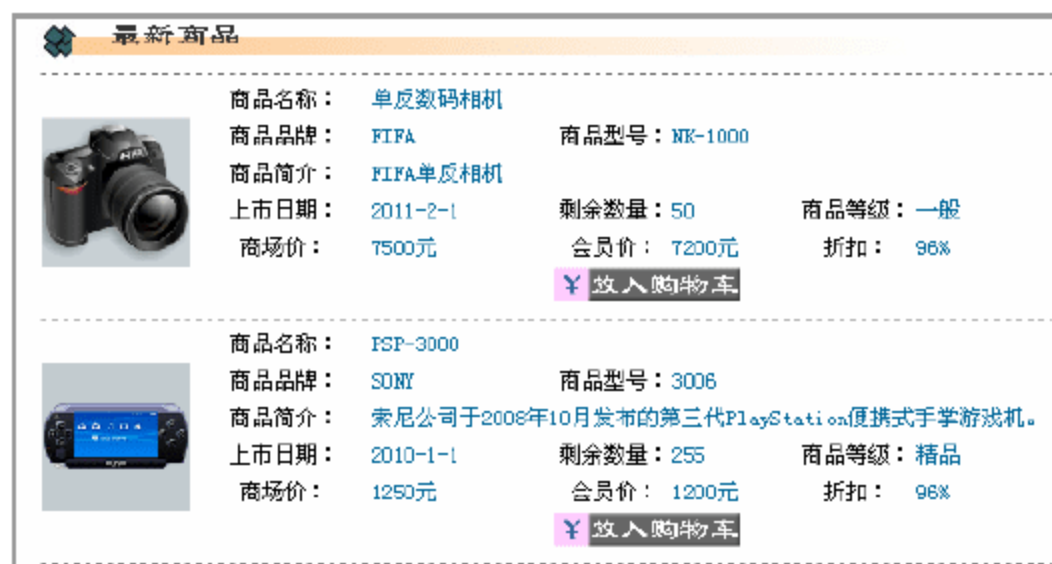 最新商品
商品名称： 单反数码相机
商品品牌： FIFA 商品型号：NK-1000
商品简介： FIFA单反相机
上市日期： 2011-2-1 剩余数量：50 商品等级：一般
商场价： 7500元 会员价： 7200元 折扣： 96%
￥放入购物车
商品名称： PSP-3000
商品品牌： SONY 商品型号：3006
商品简介： 索尼公司于2008年10月发布的第三代PlayStation便携式手掌游戏机。
上市日期： 2010-1-1 剩余数量：255 商品等级：精品
商场价： 1250元 会员价： 1200元 折扣： 96%
￥放入购物车